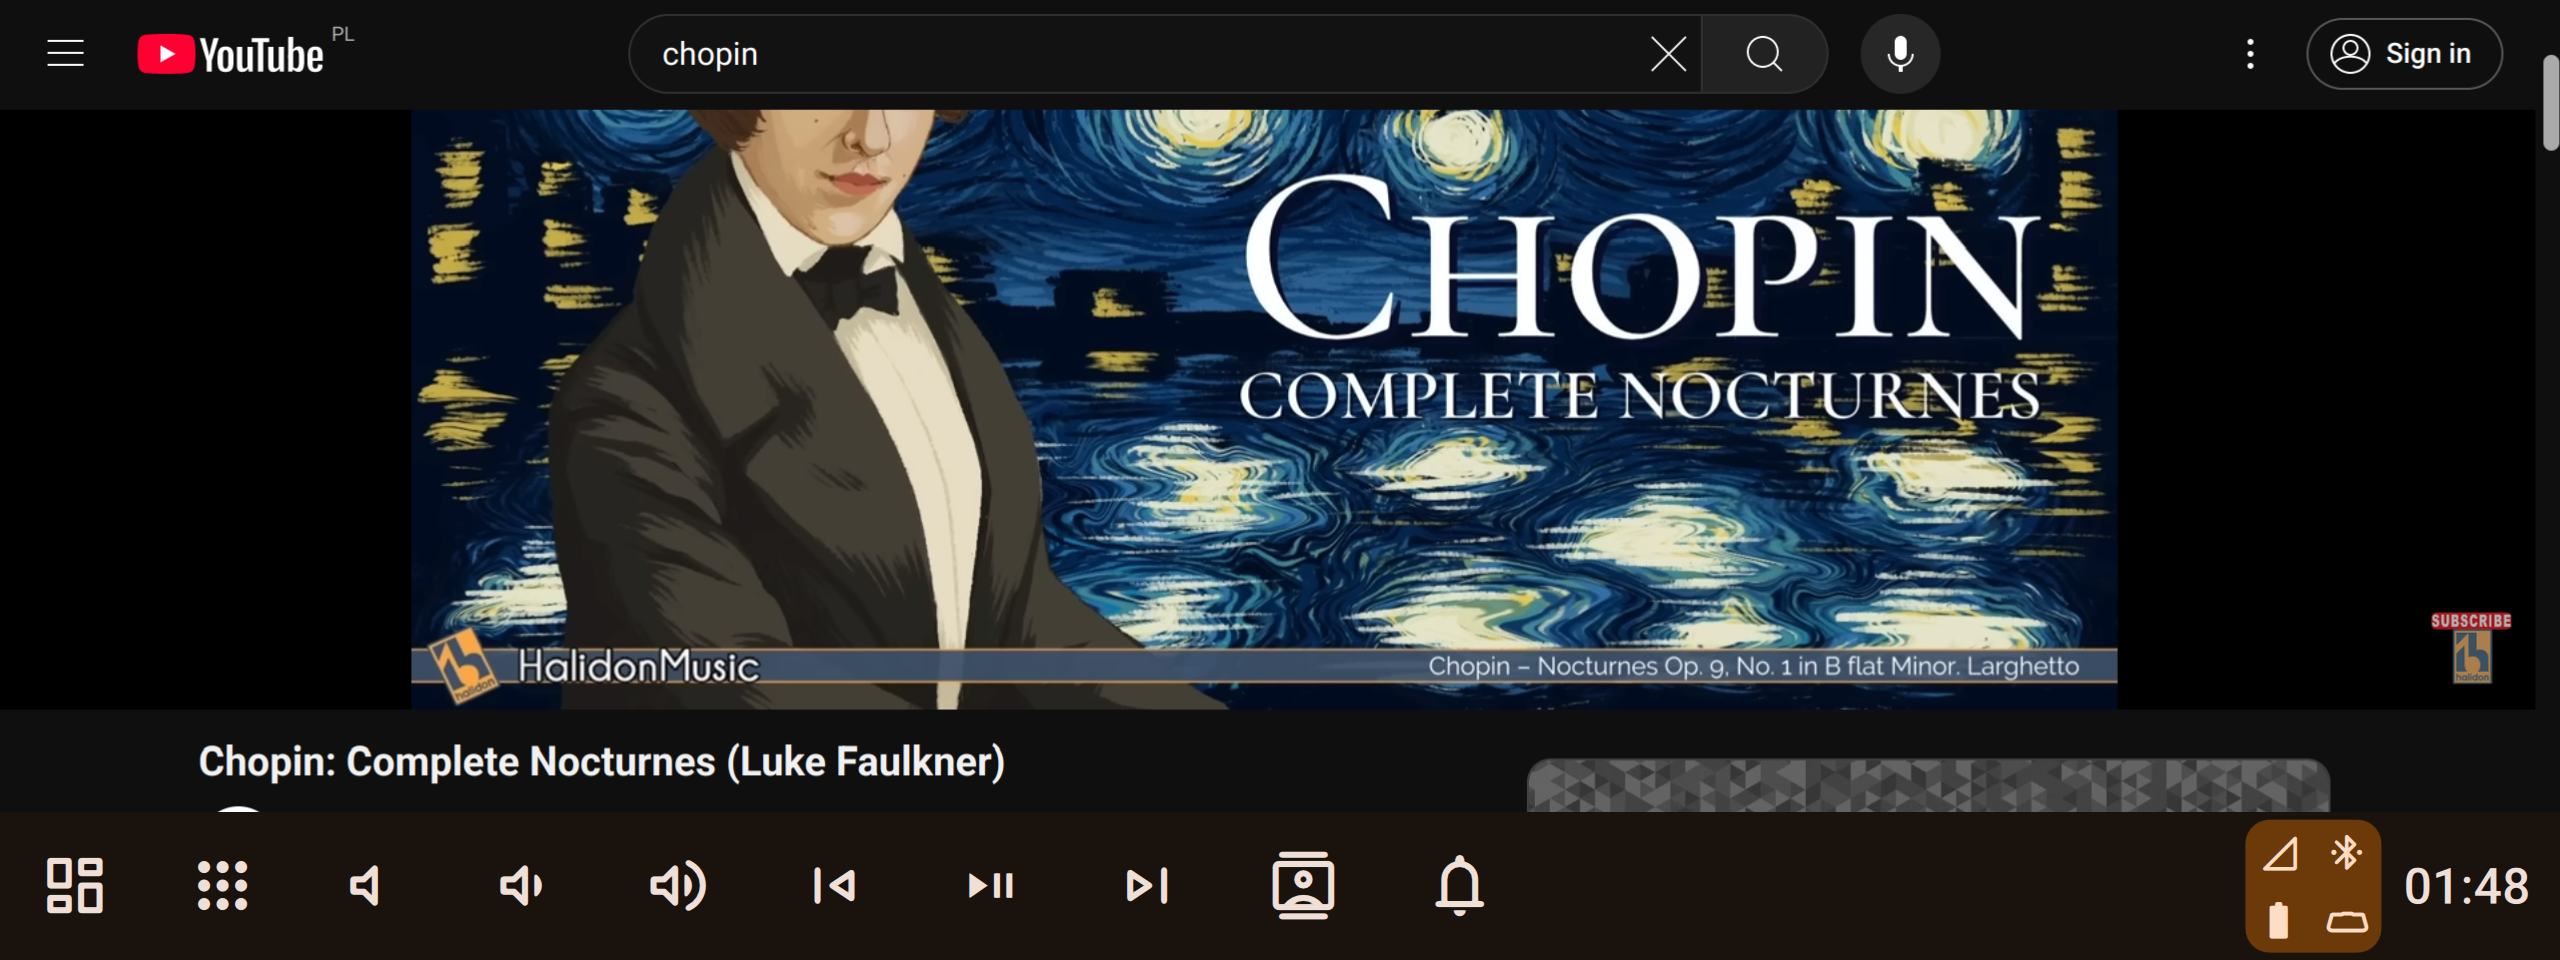 YouTube PL
chopin
Sign in
CHOPIN
COMPLETE NOCTURNES
SUBSCRIBE
halidon
halidon
HalidonMusic
Chopin – Nocturnes Op. 9, No. 1 in B flat Minor. Larghetto
Chopin: Complete Nocturnes (Luke Faulkner)
01:48